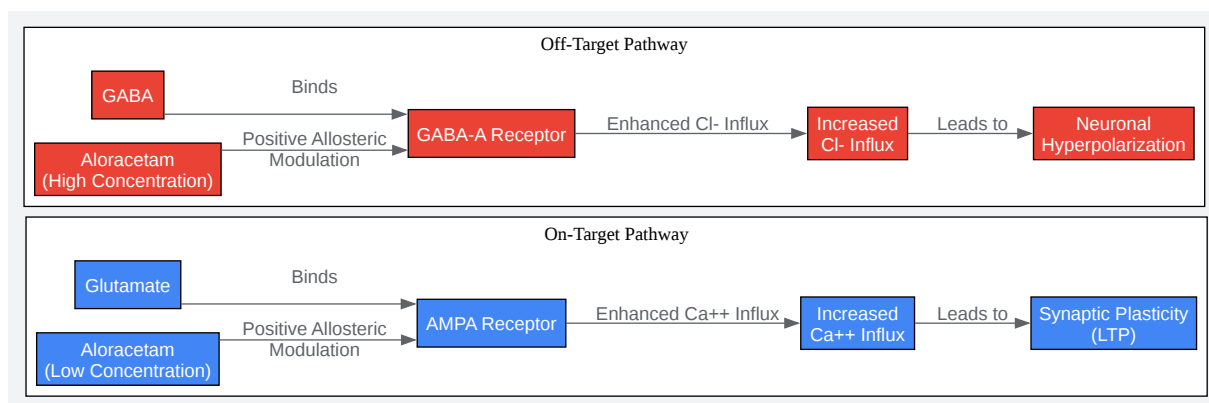 Off-Target Pathway
GABA
Binds
Aloracetam
(High Concentration)
Positive Allosteric
Modulation
GABA-A Receptor
Enhanced Cl- Influx
Increased
Cl- Influx
Leads to
Neuronal
Hyperpolarization
On-Target Pathway
Glutamate
Binds
Aloracetam
(Low Concentration)
Positive Allosteric
Modulation
AMPA Receptor
Enhanced Ca++ Influx
Increased
Ca++ Influx
Leads to
Synaptic Plasticity
(LTP)